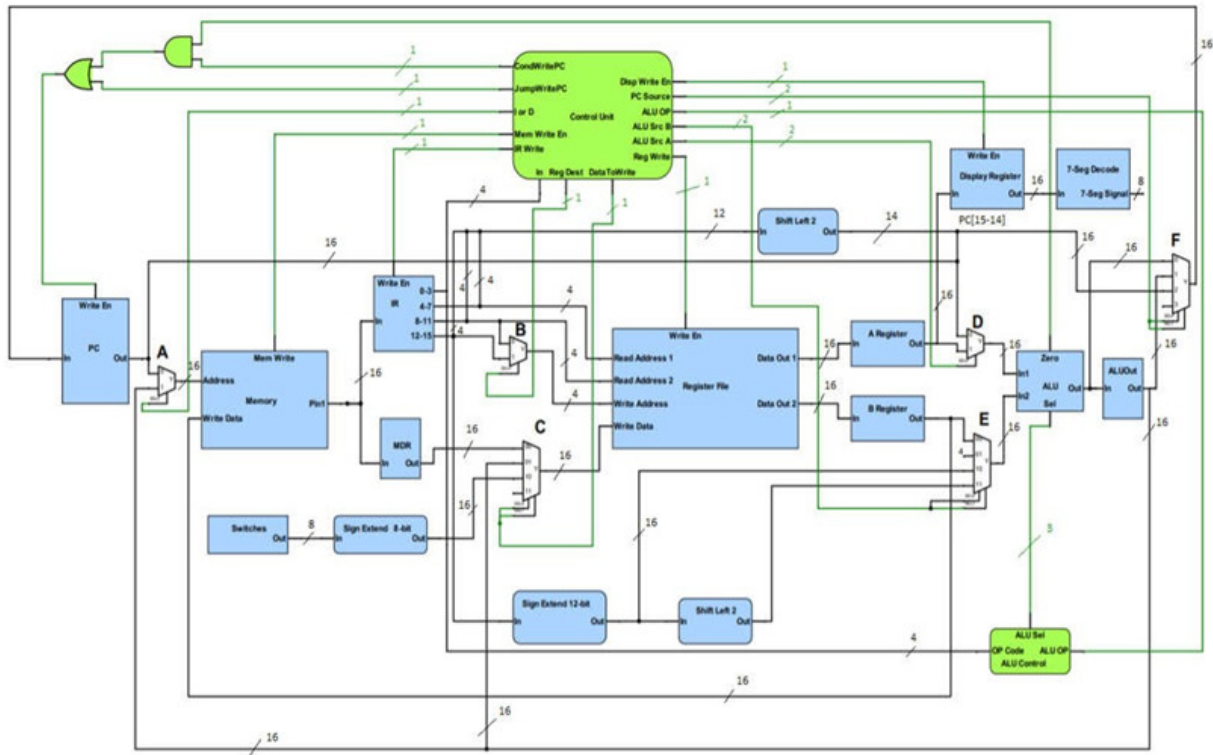 16
1
CondWritePC
1
JumpWritePC
1
I or D
1
Mem Write En
1
IR Write
Control Unit
Disp Write En
1
PC Source
2
ALU OP
1
ALU Src B
2
ALU Src A
2
Reg Write
1
In Reg Dest DataToWrite
4
1
1
Write En
Display Register
In Out
16
7-Seg Decode
7-Seg Signal
In
8
PC[15-14]
12
Shift Left 2
In Out
14
16
16
16
F
Write En
PC
In Out
A
16
Mem Write
Address
Memory
Pin1
Write Data
16
Write En
IR
In
0-3
4-7
8-11
12-15
4
4
4
4
4
4
B
Write En
Read Address 1
Read Address 2
Register File
Write Address
Write Data
Data Out 1
Data Out 2
16
16
A Register
In Out
B Register
In Out
16
D
16
Zero
In1
ALU
Out
In2
Sel
ALUOut
In Out
16
16
E
4
16
MDR
In Out
16
C
16
16
Switches
Out
8
Sign Extend 8-bit
In Out
16
Sign Extend 12-bit
In Out
Shift Left 2
In Out
3
ALU Sel
OP Code ALU OP
ALU Control
4
16
16
16